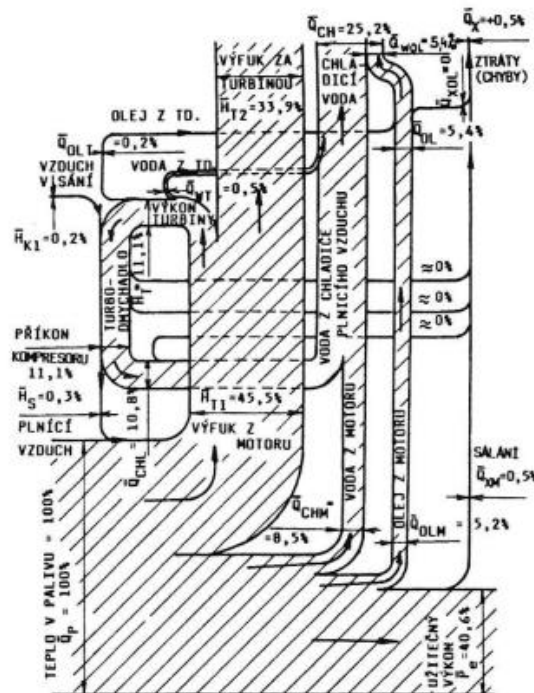 Q̄CH=25,2%
Q̄WOL=5,4%
Q̄X=+0,5%
VÝFUK ZA
TURBÍNOU
H̄T2=33,9%
CHLA
DICÍ
VODA
Q̄XOL=0
ZTRÁTY
(CHYBY)
OLEJ Z TD.
Q̄OLT=0,2%
Q̄OL=5,4%
VZDUCH
V SÁNÍ
VODA Z TD.
Q̄VT=0,5%
VÝKON
TURBINY
H̄K1=0,2%
TURBO-
DMYCHADLO
H̄T=11,1%
VODA Z CHLADIČE
PLNICÍHO VZDUCHU
≈0%
≈0%
≈0%
PŘÍKON
KOMPRESORU
11,1%
H̄S=0,3%
PLNÍCÍ
VZDUCH
Q̄CHL=10,8%
H̄T1=45,5%
VÝFUK Z MOTORU
VODA Z MOTORU
OLEJ Z MOTORU
SÁLÁNÍ
Q̄XM=0,5%
Q̄CHM=
=8,5%
Q̄OLM = 5,2%
TEPLO V PALIVU = 100%
Q̄P = 100%
UŽITEČNÝ
VÝKON
P̄e=40,6%